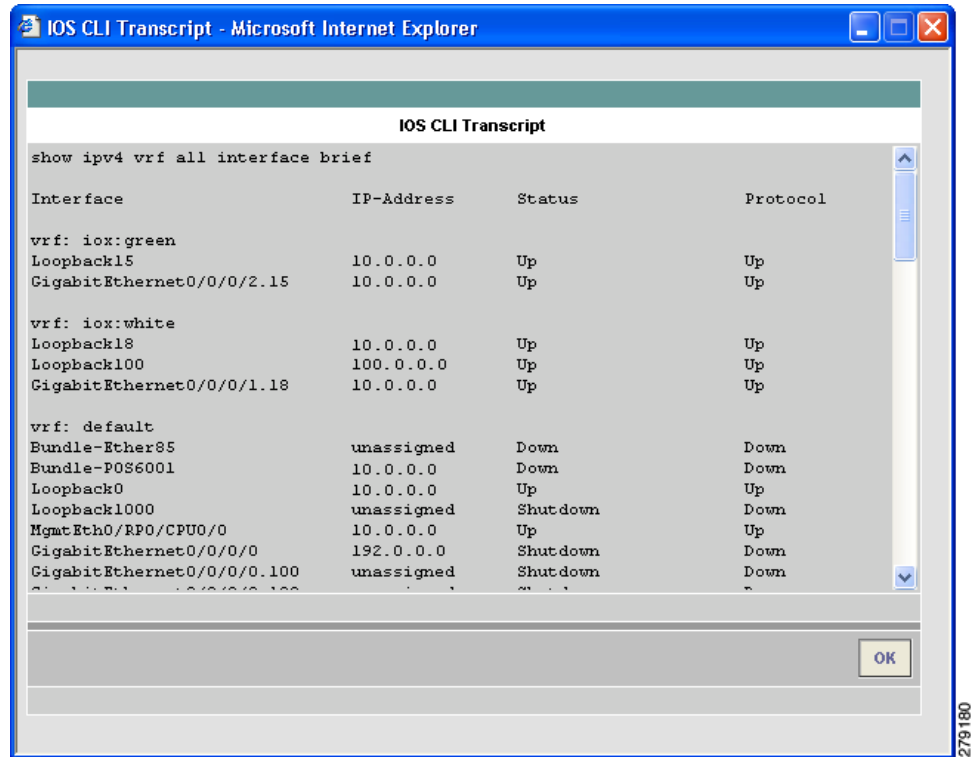 IOS CLI Transcript - Microsoft Internet Explorer
IOS CLI Transcript
show ipv4 vrf all interface brief
Interface IP-Address Status Protocol
vrf: iox:green
Loopback15 10.0.0.0 Up Up
GigabitEthernet0/0/0/2.15 10.0.0.0 Up Up
vrf: iox:white
Loopback18 10.0.0.0 Up Up
Loopback100 100.0.0.0 Up Up
GigabitEthernet0/0/0/1.18 10.0.0.0 Up Up
vrf: default
Bundle-Ether85 unassigned Down Down
Bundle-POS6001 10.0.0.0 Down Down
Loopback0 10.0.0.0 Up Up
Loopback1000 unassigned Shutdown Down
MgmtEth0/RP0/CPU0/0 10.0.0.0 Up Up
GigabitEthernet0/0/0/0 192.0.0.0 Shutdown Down
GigabitEthernet0/0/0/0.100 unassigned Shutdown Down
OK
279180